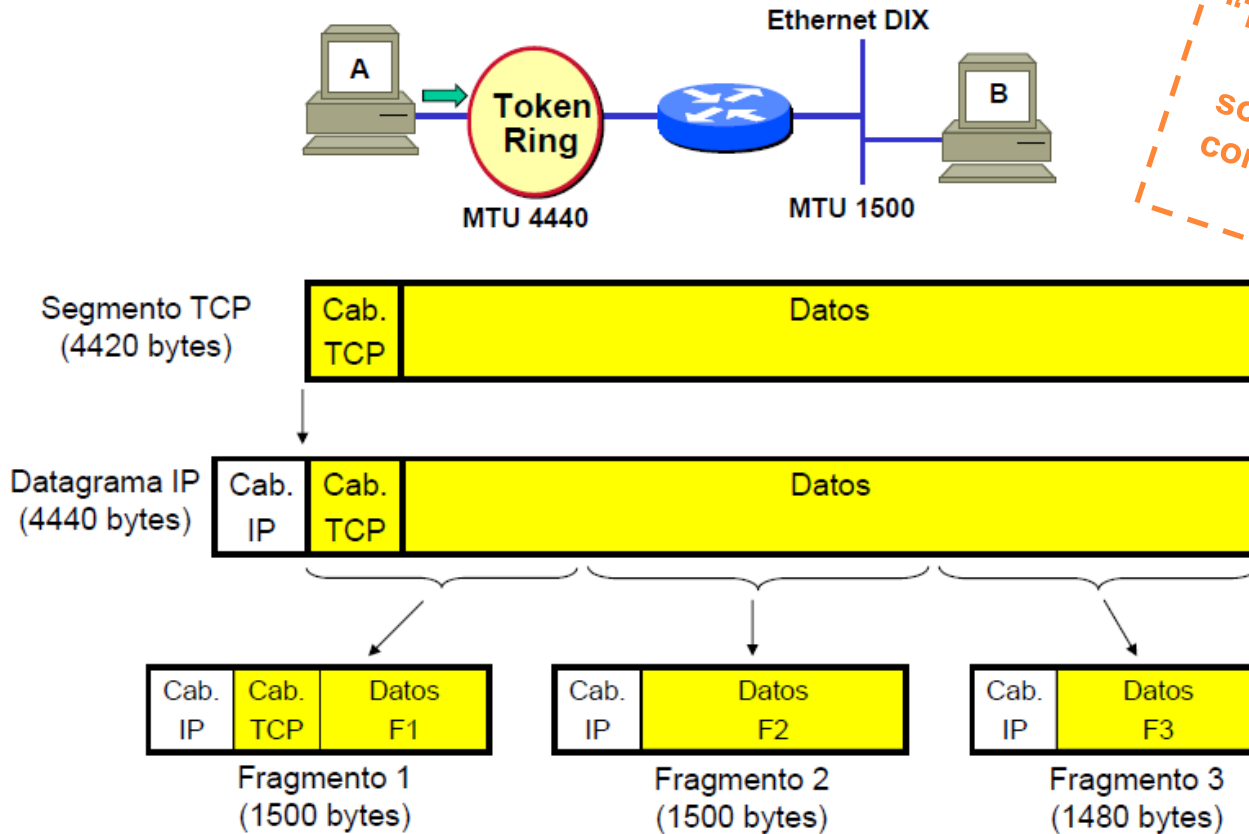 Ethernet DIX
A
Token
Ring
B
MTU 4440
MTU 1500
Segmento TCP
(4420 bytes)
Cab.
TCP
Datos
Datagrama IP
(4440 bytes)
Cab.
IP
Cab.
TCP
Datos
Cab.
IP
Cab.
TCP
Datos
F1
Fragmento 1
(1500 bytes)
Cab.
IP
Datos
F2
Fragmento 2
(1500 bytes)
Cab.
IP
Datos
F3
Fragmento 3
(1480 bytes)